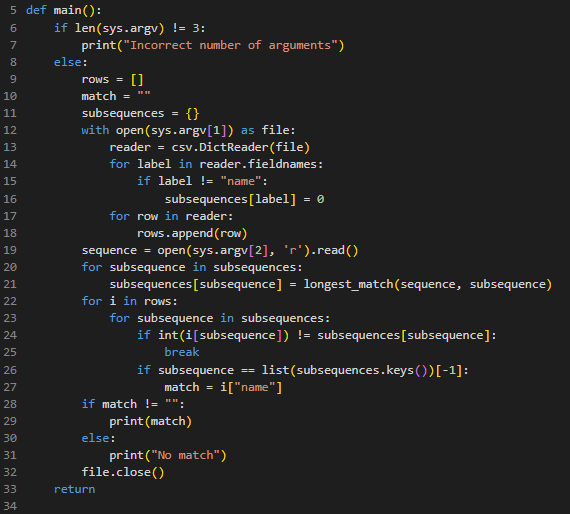 5 def main():
6     if len(sys.argv) != 3:
7         print("Incorrect number of arguments")
8     else:
9         rows = []
10         match = ""
11         subsequences = {}
12         with open(sys.argv[1]) as file:
13             reader = csv.DictReader(file)
14             for label in reader.fieldnames:
15                 if label != "name":
16                     subsequences[label] = 0
17             for row in reader:
18                 rows.append(row)
19         sequence = open(sys.argv[2], 'r').read()
20         for subsequence in subsequences:
21             subsequences[subsequence] = longest_match(sequence, subsequence)
22         for i in rows:
23             for subsequence in subsequences:
24                 if int(i[subsequence]) != subsequences[subsequence]:
25                     break
26                 if subsequence == list(subsequences.keys())[-1]:
27                     match = i["name"]
28         if match != "":
29             print(match)
30         else:
31             print("No match")
32         file.close()
33     return
34